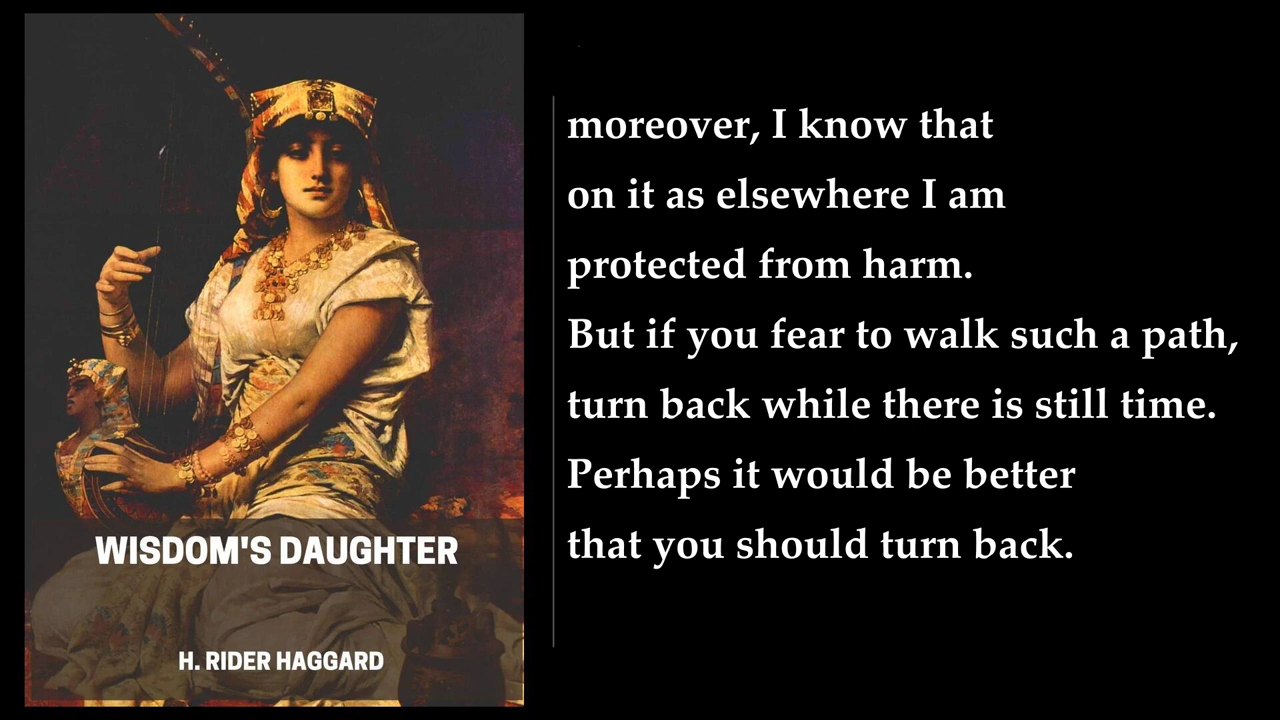 WISDOM'S DAUGHTER
H. RIDER HAGGARD
moreover, I know that
on it as elsewhere I am
protected from harm.
But if you fear to walk such a path,
turn back while there is still time.
Perhaps it would be better
that you should turn back.